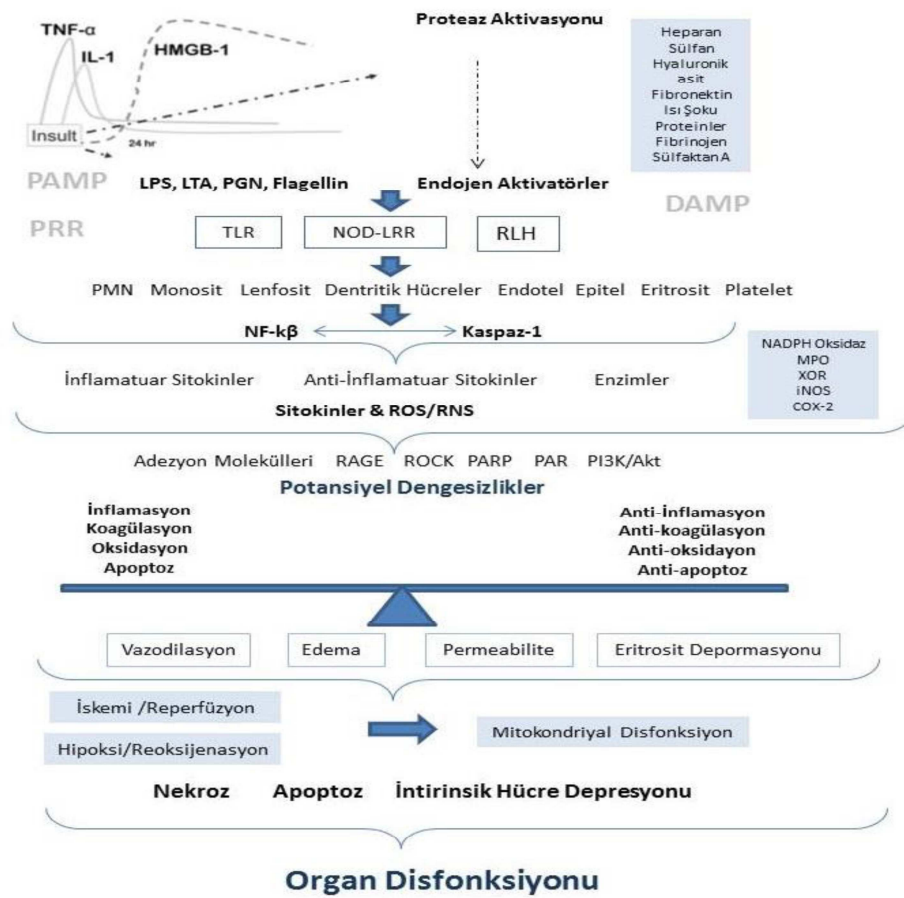 TNF-α
IL-1
HMGB-1
Insult
24 hr
Proteaz Aktivasyonu
Heparan
Sülfan
Hyaluronik
asit
Fibronektin
Isı Şoku
Proteinler
Fibrinojen
Sülfaktan A
PAMP
LPS, LTA, PGN, Flagellin
Endojen Aktivatörler
DAMP
PRR
TLR
NOD-LRR
RLH
PMN Monosit Lenfosit Dentritik Hücreler Endotel Epitel Eritrosit Platelet
NF-kβ
Kaspaz-1
NADPH Oksidaz
MPO
XOR
iNOS
COX-2
İnflamatuar Sitokinler
Anti-İnflamatuar Sitokinler
Enzimler
Sitokinler & ROS/RNS
Adezyon Molekülleri RAGE ROCK PARP PAR PI3K/Akt
Potansiyel Dengesizlikler
İnflamasyon
Koagülasyon
Oksidasyon
Apoptoz
Anti-İnflamasyon
Anti-koagülasyon
Anti-oksidayon
Anti-apoptoz
Vazodilasyon
Edema
Permeabilite
Eritrosit Depormasyonu
İskemi /Reperfüzyon
Hipoksi/Reoksijenasyon
Mitokondriyal Disfonksiyon
Nekroz Apoptoz İntirinsik Hücre Depresyonu
Organ Disfonksiyonu